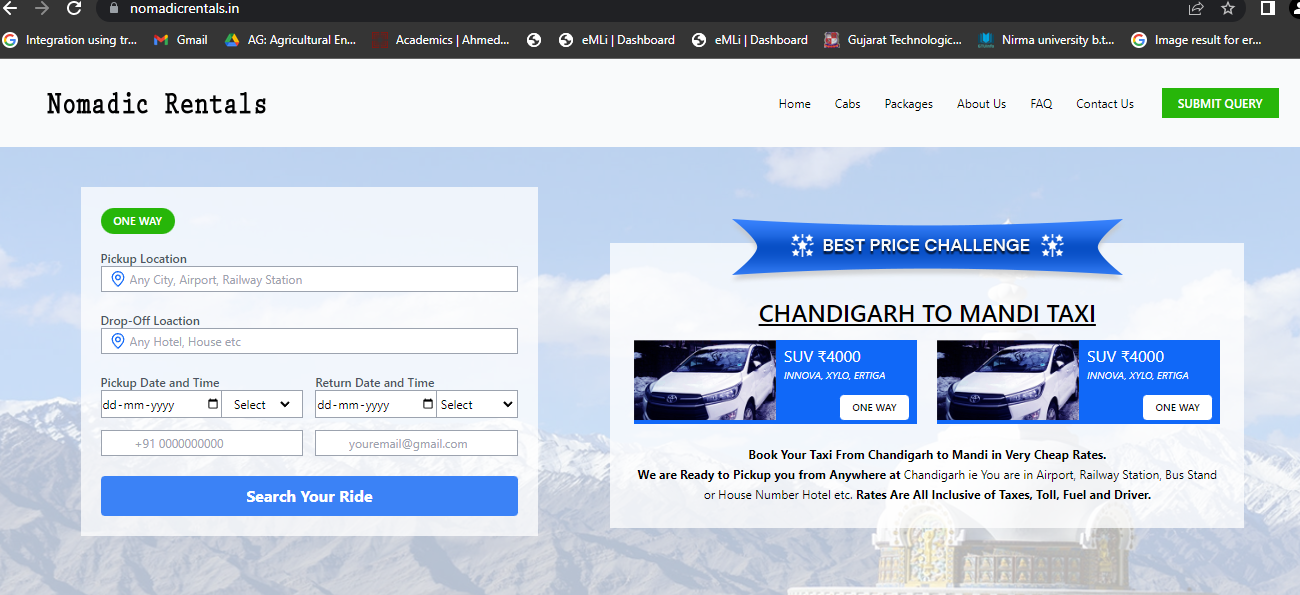 nomadicrentals.in
Integration using tr...
Gmail
AG: Agricultural En...
Academics | Ahmed...
eMLi | Dashboard
eMLi | Dashboard
Gujarat Technologic...
Nirma university b.t...
Image result for er...
Nomadic Rentals
Home
Cabs
Packages
About Us
FAQ
Contact Us
SUBMIT QUERY
ONE WAY
Pickup Location
Any City, Airport, Railway Station
Drop-Off Loaction
Any Hotel, House etc
Pickup Date and Time
Return Date and Time
dd-mm-yyyy
Select
dd-mm-yyyy
Select
+91 0000000000
youremail@gmail.com
Search Your Ride
BEST PRICE CHALLENGE
CHANDIGARH TO MANDI TAXI
SUV ₹4000
INNOVA, XYLO, ERTIGA
ONE WAY
SUV ₹4000
INNOVA, XYLO, ERTIGA
ONE WAY
Book Your Taxi From Chandigarh to Mandi in Very Cheap Rates.
We are Ready to Pickup you from Anywhere at Chandigarh ie You are in Airport, Railway Station, Bus Stand
or House Number Hotel etc. Rates Are All Inclusive of Taxes, Toll, Fuel and Driver.